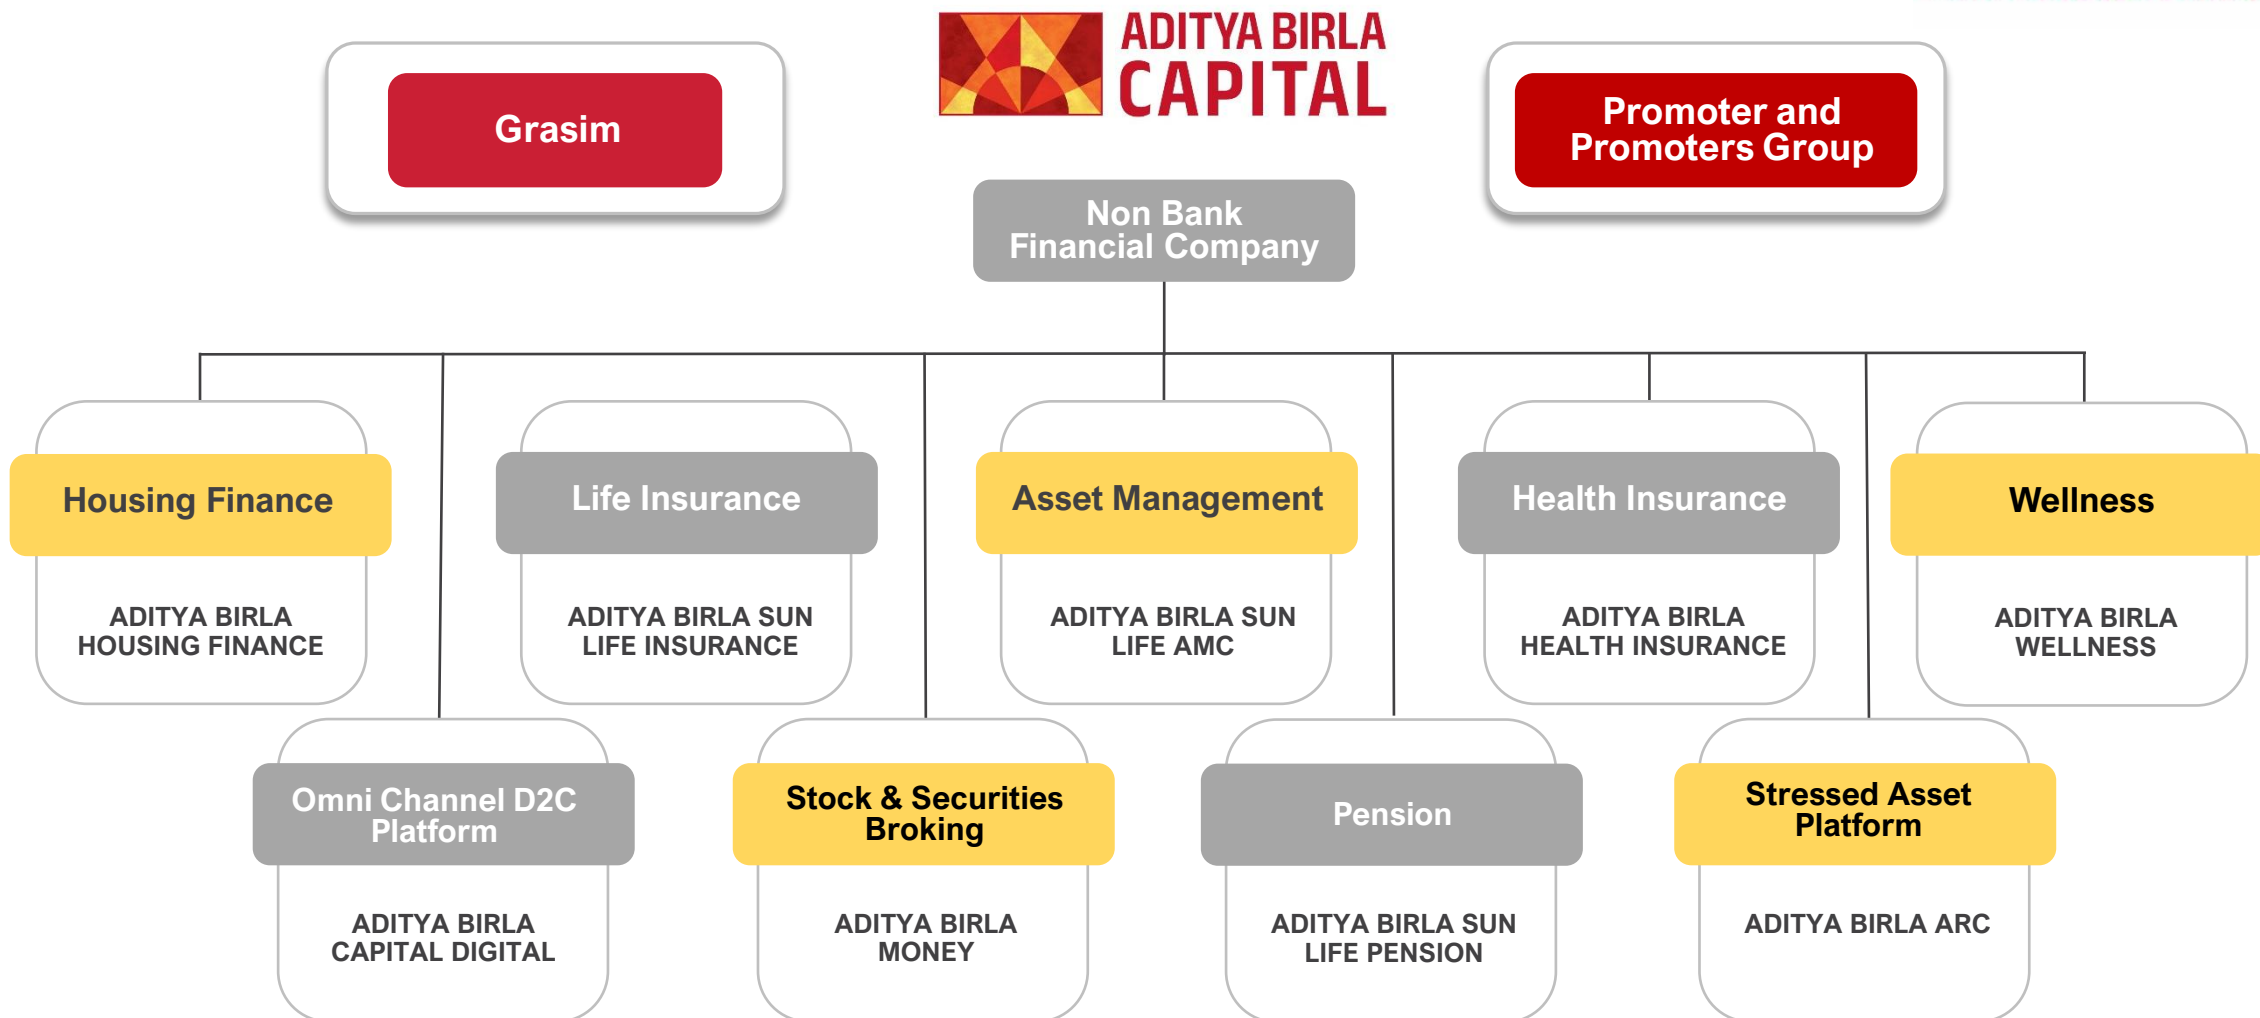 ADITYA BIRLA
CAPITAL
Grasim
Promoter and
Promoters Group
Non Bank
Financial Company
Housing Finance
ADITYA BIRLA
HOUSING FINANCE
Life Insurance
ADITYA BIRLA SUN
LIFE INSURANCE
Asset Management
ADITYA BIRLA SUN
LIFE AMC
Health Insurance
ADITYA BIRLA
HEALTH INSURANCE
Wellness
ADITYA BIRLA
WELLNESS
Omni Channel D2C
Platform
ADITYA BIRLA
CAPITAL DIGITAL
Stock & Securities
Broking
ADITYA BIRLA
MONEY
Pension
ADITYA BIRLA SUN
LIFE PENSION
Stressed Asset
Platform
ADITYA BIRLA ARC